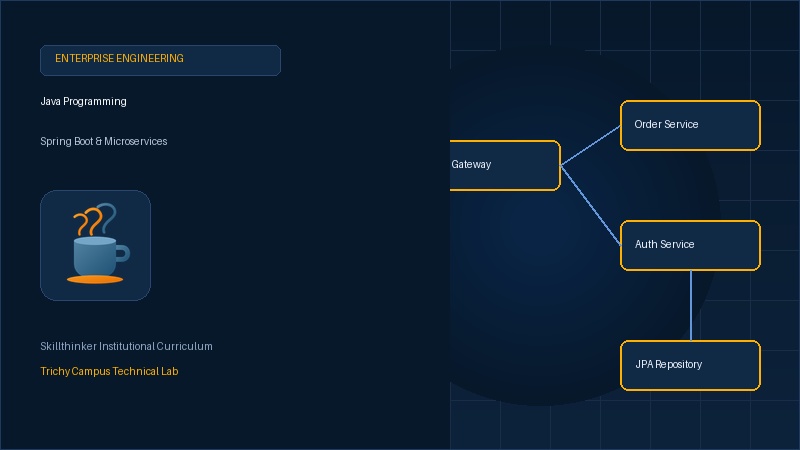 ENTERPRISE ENGINEERING
Java Programming
Spring Boot & Microservices
Skillthinker Institutional Curriculum
Trichy Campus Technical Lab
Gateway
Order Service
Auth Service
JPA Repository